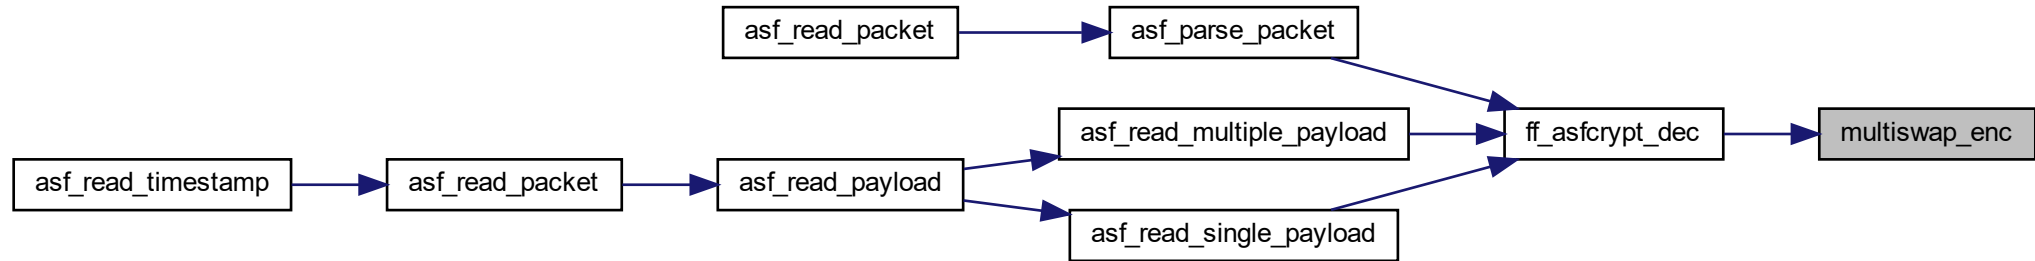 asf_read_packet
asf_parse_packet
asf_read_multiple_payload
ff_asfcrypt_dec
multiswap_enc
asf_read_timestamp
asf_read_packet
asf_read_payload
asf_read_single_payload